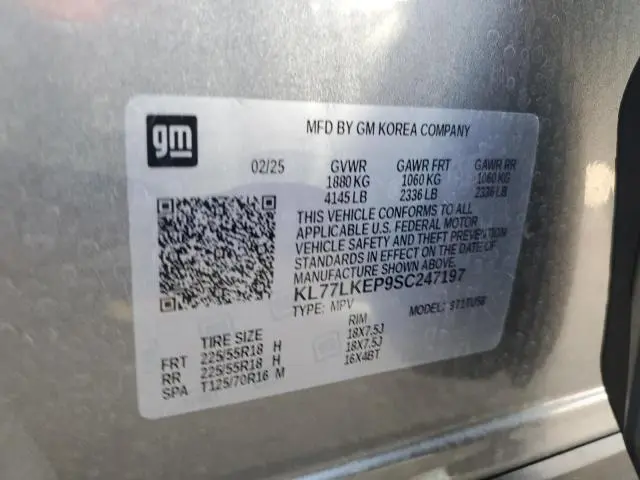 gm
MFD BY GM KOREA COMPANY
02/25 GVWR GAWR FRT GAWR RR
1880 KG 1060 KG 1060 KG
4145 LB 2336 LB 2336 LB
THIS VEHICLE CONFORMS TO ALL
APPLICABLE U.S. FEDERAL MOTOR
VEHICLE SAFETY AND THEFT PREVENTION
STANDARDS IN EFFECT ON THE DATE OF
MANUFACTURE SHOWN ABOVE.
KL77LKEP9SC247197
TYPE: MPV MODEL:
TIRE SIZE RIM
FRT 225/55R18 H 18X7.5J
RR 225/55R18 H 18X7.5J
SPA T125/70R16 M 16X4BT